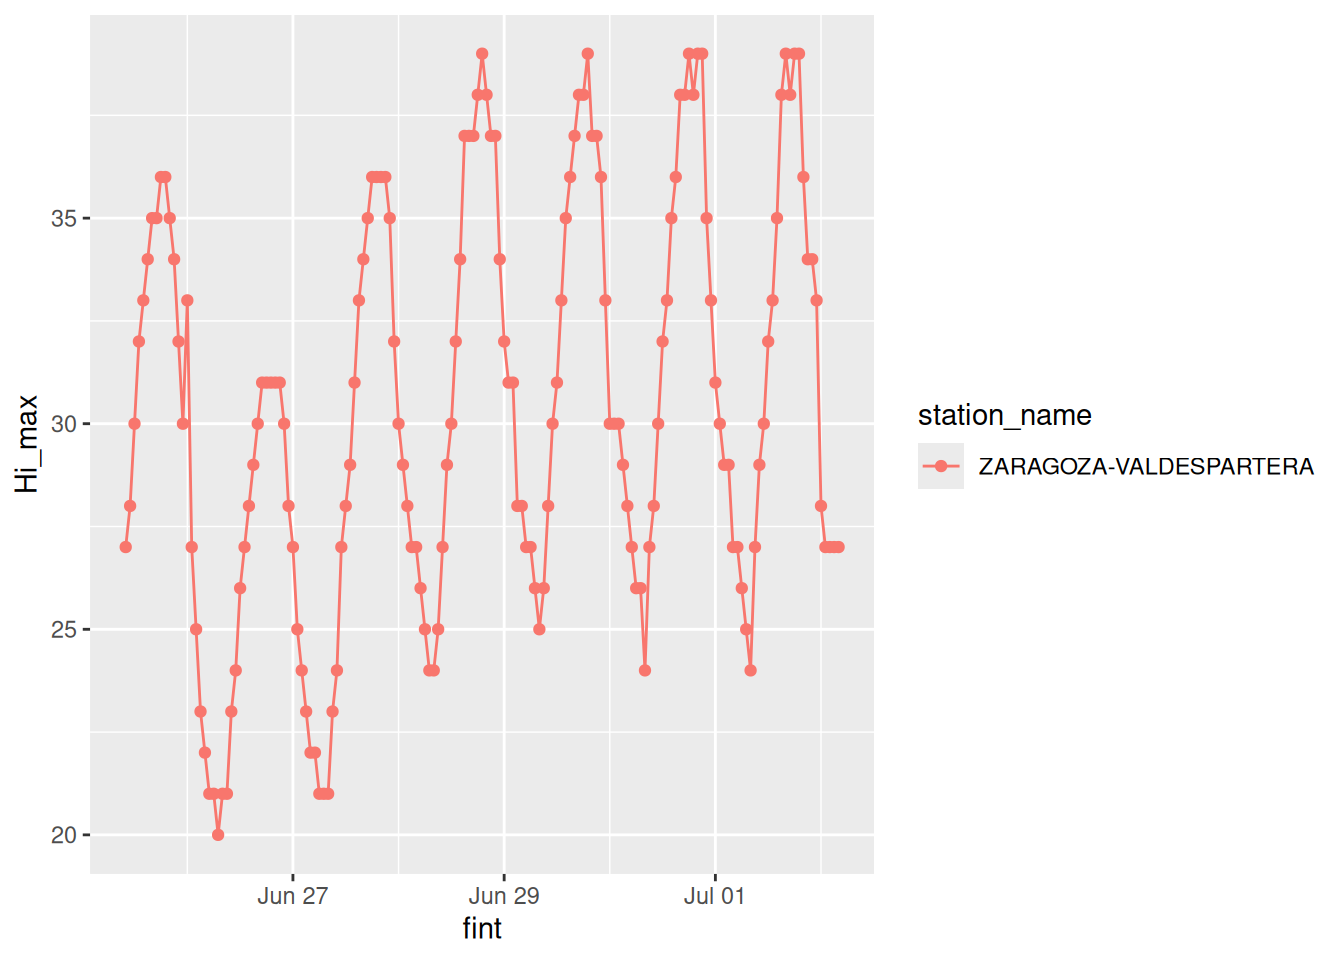 Hi_max
35
30
25
20
Jun 27
Jun 29
Jul 01
fint
station_name
ZARAGOZA-VALDESPARTERA